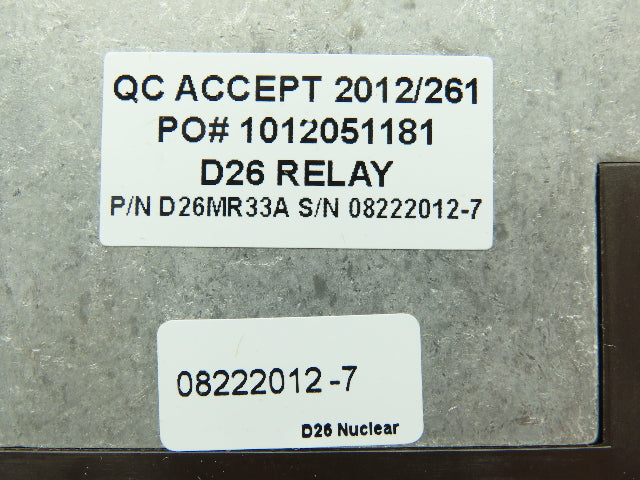 QC ACCEPT 2012/261
PO# 1012051181
D26 RELAY
P/N D26MR33A S/N 08222012-7
08222012-7
D26 Nuclear